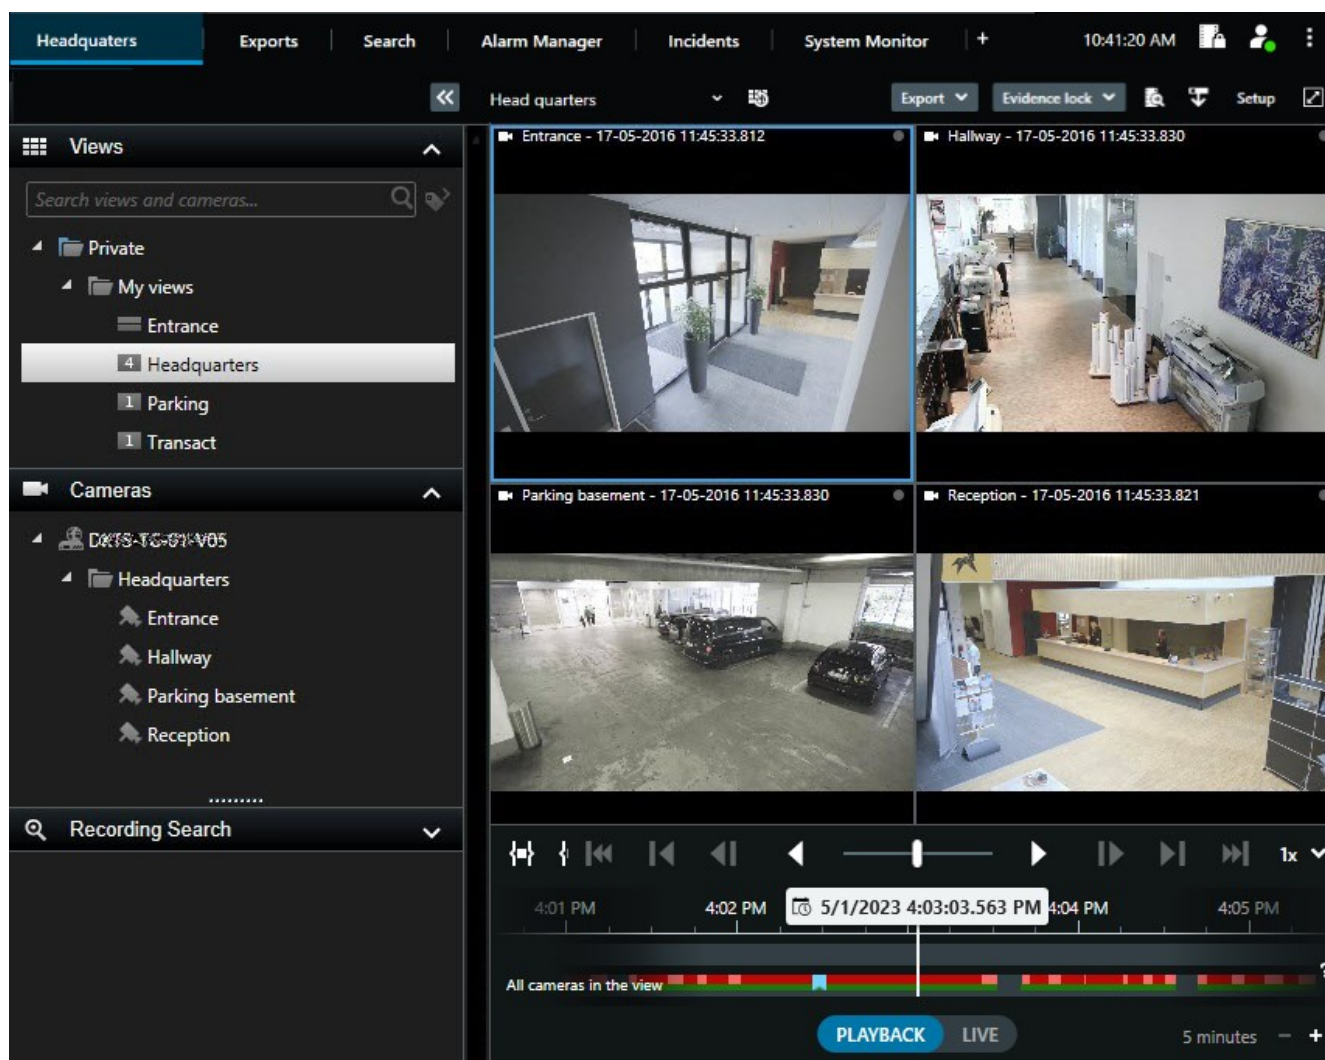 Headquaters Exports Search Alarm Manager Incidents System Monitor + 10:41:20 AM
Head quarters Export Evidence lock Setup
Views
Search views and cameras...
Private
My views
Entrance
4 Headquarters
1 Parking
1 Transact
Cameras
Headquarters
Entrance
Hallway
Parking basement
Reception
Recording Search
Entrance - 17-05-2016 11:45:33.812
Hallway - 17-05-2016 11:45:33.830
Parking basement - 17-05-2016 11:45:33.830
Reception - 17-05-2016 11:45:33.821
1x
4:01 PM 4:02 PM 5/1/2023 4:03:03.563 PM 4:04 PM 4:05 PM
All cameras in the view
PLAYBACK LIVE
5 minutes - +